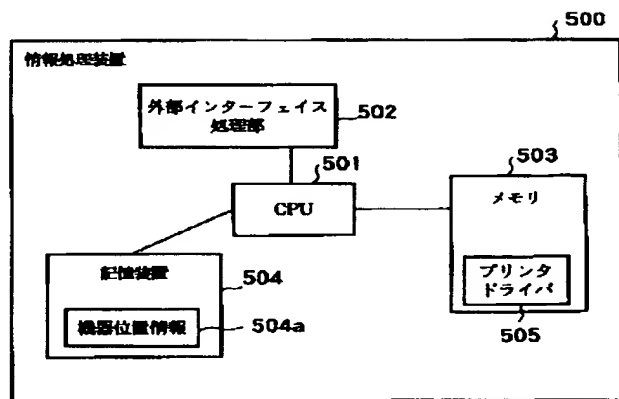 500
情報処理装置
外部インターフェイス
処理部
502
501
CPU
503
メモリ
プリンタ
ドライバ
505
記憶装置
504
機器位置情報
504a